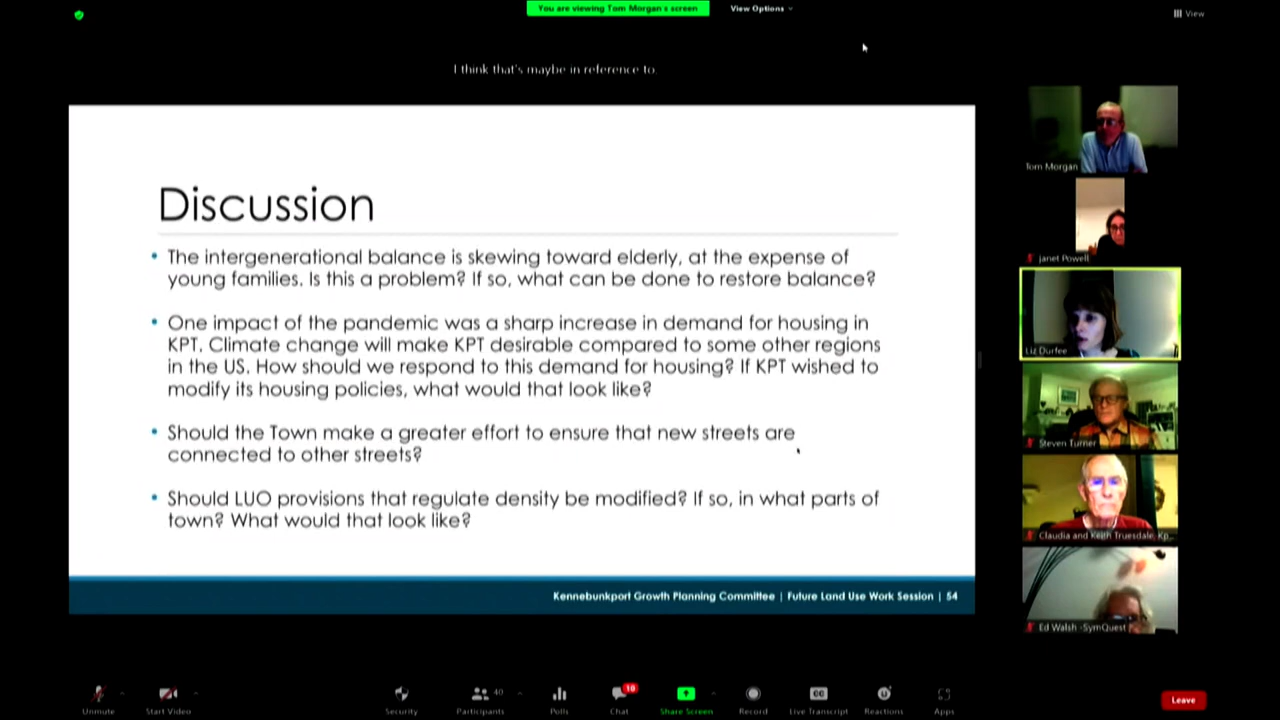 You are viewing Tom Morgan's screen
View Options
View
I think that's maybe in reference to.
Discussion
• The intergenerational balance is skewing toward elderly, at the expense of
young families. Is this a problem? If so, what can be done to restore balance?
• One impact of the pandemic was a sharp increase in demand for housing in
KPT. Climate change will make KPT desirable compared to some other regions
in the US. How should we respond to this demand for housing? If KPT wished to
modify its housing policies, what would that look like?
• Should the Town make a greater effort to ensure that new streets are
connected to other streets?
• Should LUO provisions that regulate density be modified? If so, in what parts of
town? What would that look like?
Kennebunkport Growth Planning Committee | Future Land Use Work Session | 54
Tom Morgan
janet Powell
Liz Durfee
Steven Turner
Claudia and Keith Truesdale, Kp...
Ed Walsh -SymQuest
Unmute
Start Video
Security
Participants
40
Polls
Chat
10
Share Screen
Record
CC
Live Transcript
Reactions
Apps
Leave